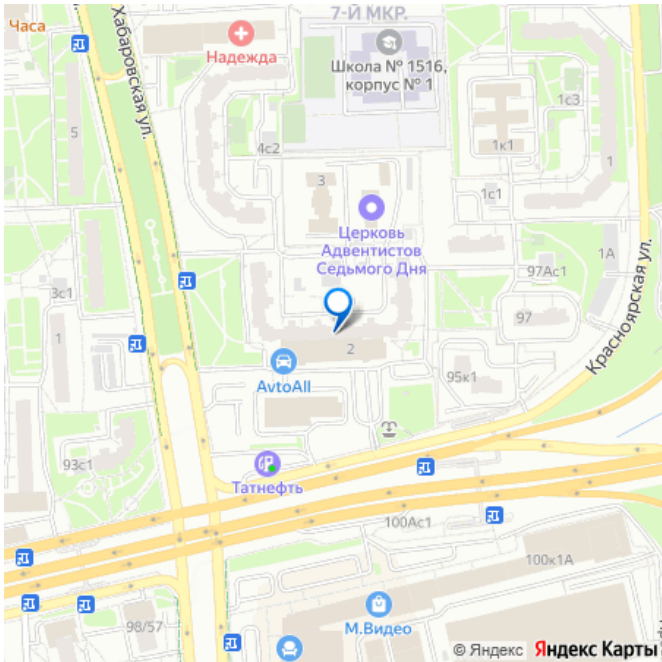 7-Й МКР.
Часа
Надежда
Школа № 1516,
корпус № 1
Хабаровская ул.
1с3
5
4с2
1к1
1
3
1с1
Церковь
Адвентистов
Седьмого Дня
1А
97Ас1
3с1
97
Красноярская ул.
1
2
AvtoAll
95к1
93с1
Татнефть
100Ас1
100к1А
98/57
М.Видео
© Яндекс Яндекс Карты